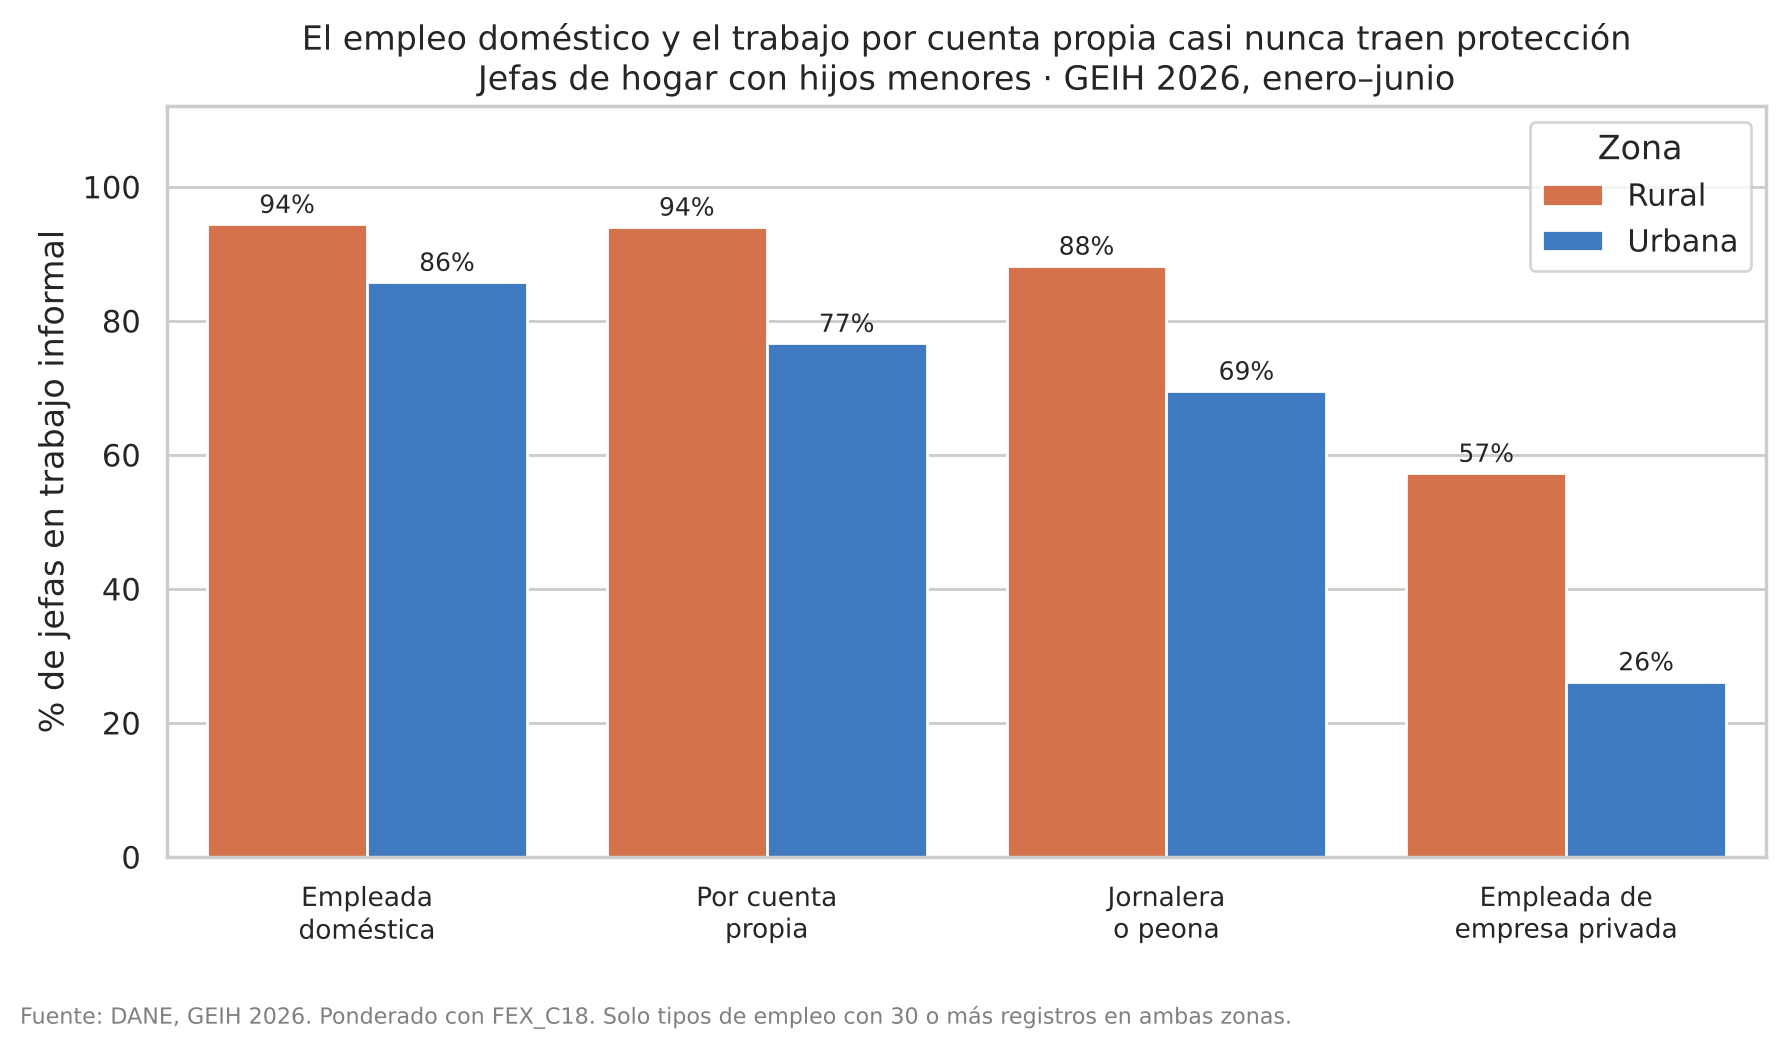 El empleo doméstico y el trabajo por cuenta propia casi nunca traen protección
Jefas de hogar con hijos menores · GEIH 2026, enero–junio
% de jefas en trabajo informal
100
80
60
40
20
0
94%
86%
94%
77%
88%
69%
57%
26%
Zona
Rural
Urbana
Empleada
doméstica
Por cuenta
propia
Jornalera
o peona
Empleada de
empresa privada
Fuente: DANE, GEIH 2026. Ponderado con FEX_C18. Solo tipos de empleo con 30 o más registros en ambas zonas.